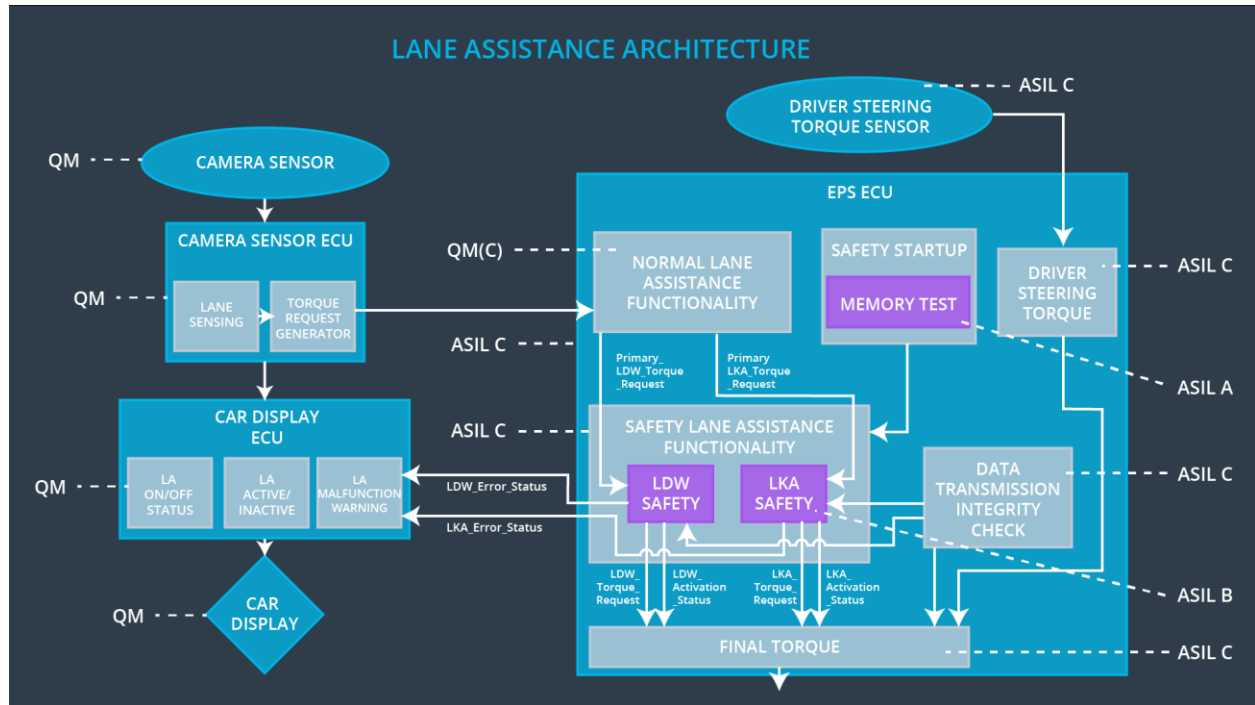 LANE ASSISTANCE ARCHITECTURE
ASIL C
DRIVER STEERING
TORQUE SENSOR
QM
CAMERA SENSOR
EPS ECU
CAMERA SENSOR ECU
QM
LANE
SENSING
TORQUE
REQUEST
GENERATOR
QM(C)
NORMAL LANE
ASSISTANCE
FUNCTIONALITY
SAFETY STARTUP
MEMORY TEST
DRIVER
STEERING
TORQUE
ASIL C
ASIL C
Primary_
LDW_Torque
_Request
Primary
LKA_Torque
_Request
ASIL A
CAR DISPLAY
ECU
QM
LA
ON/OFF
STATUS
LA
ACTIVE/
INACTIVE
LA
MALFUNCTION
WARNING
ASIL C
SAFETY LANE ASSISTANCE
FUNCTIONALITY
LDW
SAFETY
LKA
SAFETY
DATA
TRANSMISSION
INTEGRITY
CHECK
ASIL C
LDW_Error_Status
LKA_Error_Status
LDW_
Torque_
Request
LDW_
Activation
_Status
LKA_
Torque_
Request
LKA_
Activation
_Status
ASIL B
QM
CAR
DISPLAY
FINAL TORQUE
ASIL C